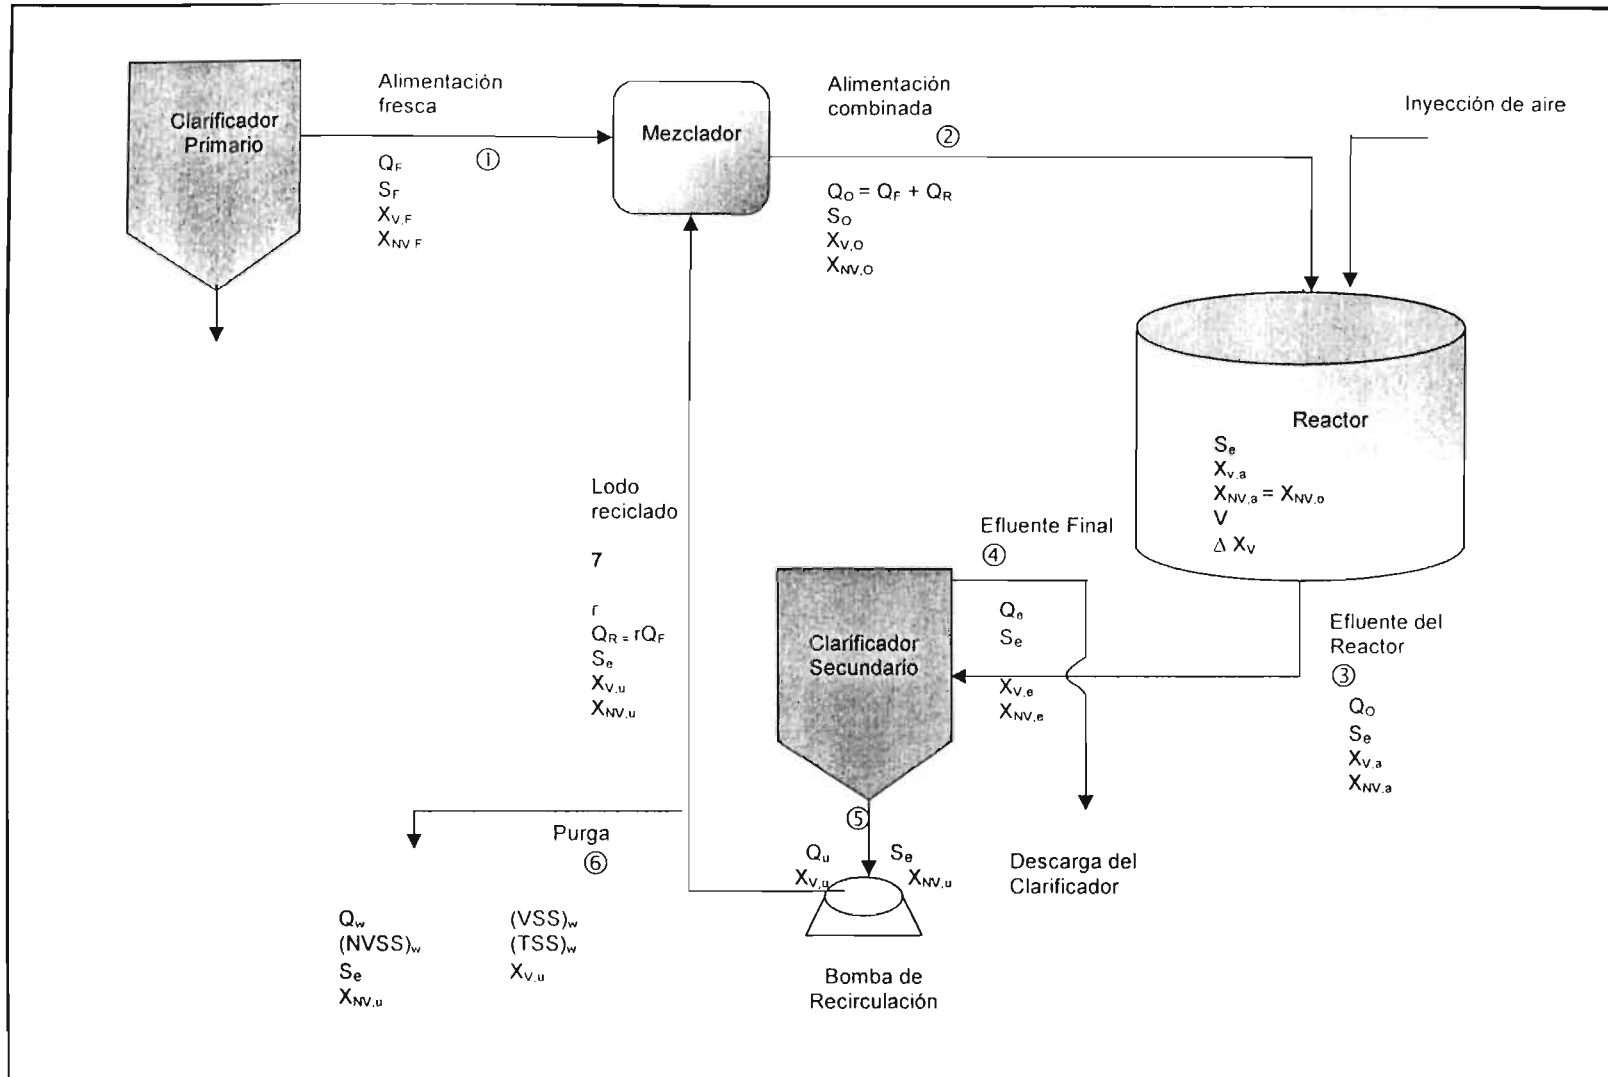 Clarificador
Primario
Alimentación
fresca
①
Q_F
S_F
X_V,F
X_NV,F
Mezclador
Alimentación
combinada
②
Q_O = Q_F + Q_R
S_O
X_V,O
X_NV,O
Inyección de aire
Reactor
S_e
X_v,a
X_NV,a = X_NV,o
V
Δ X_V
Lodo
reciclado
7
r
Q_R = rQ_F
S_e
X_V,u
X_NV,u
Efluente Final
④
Q_e
S_e
X_V,e
X_NV,e
Clarificador
Secundario
Efluente del
Reactor
③
Q_O
S_e
X_V,a
X_NV,a
⑤
Q_u S_e
X_V,u X_NV,u
Descarga del
Clarificador
Purga
⑥
Q_w (VSS)_w
(NVSS)_w (TSS)_w
S_e X_V,u
X_NV,u
Bomba de
Recirculación